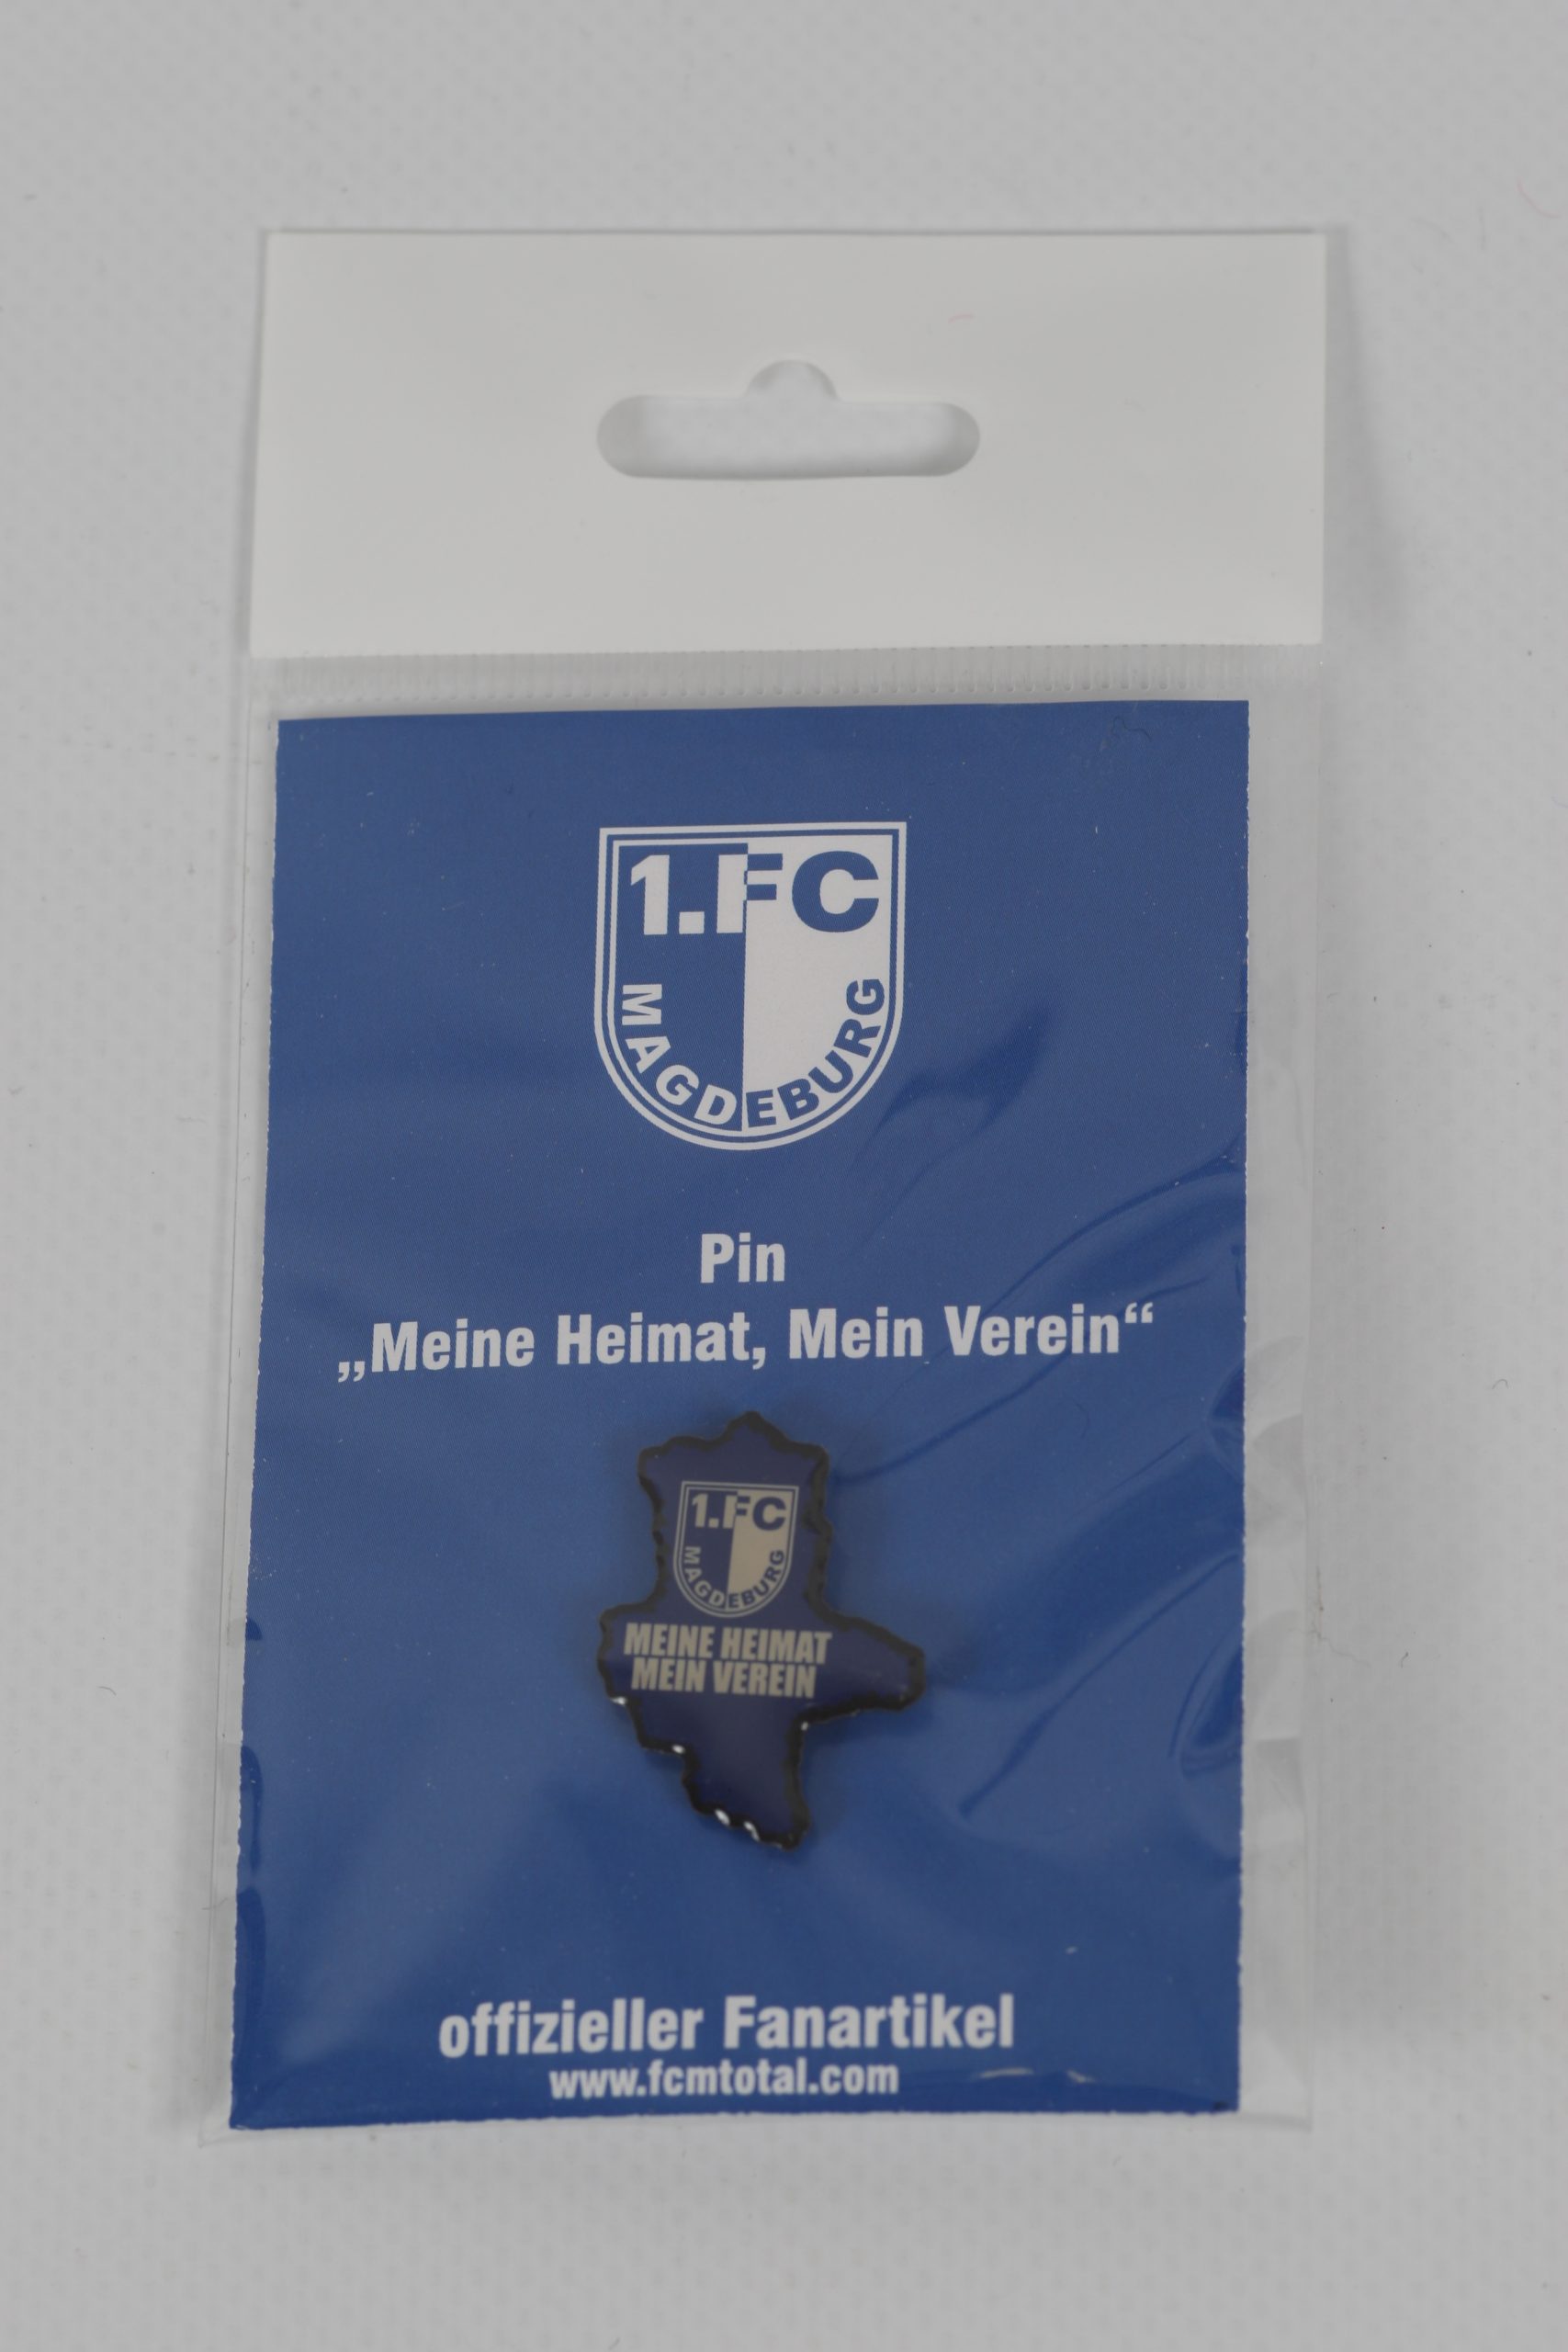 1.FC
MAGDEBURG
Pin
„Meine Heimat, Mein Verein“
1.FC
MAGDEBURG
MEINE HEIMAT
MEIN VEREIN
offizieller Fanartikel
www.fcmtotal.com